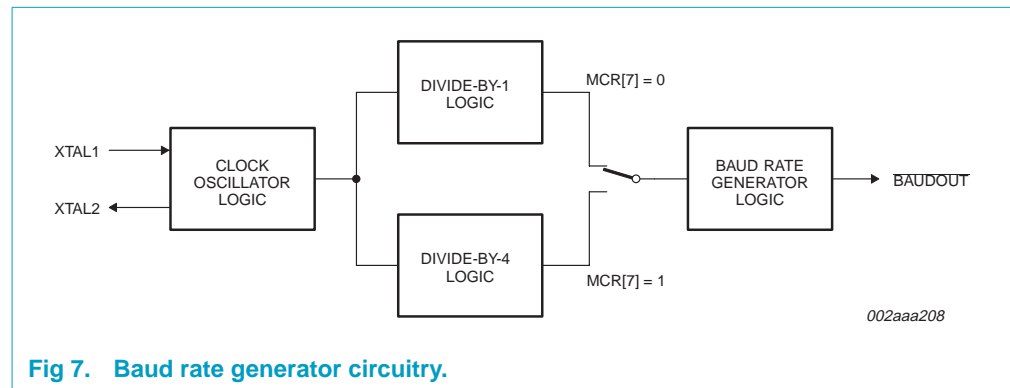 DIVIDE-BY-1
LOGIC
MCR[7] = 0
XTAL1
XTAL2
CLOCK
OSCILLATOR
LOGIC
BAUD RATE
GENERATOR
LOGIC
BAUDOUT
DIVIDE-BY-4
LOGIC
MCR[7] = 1
002aaa208
Fig 7. Baud rate generator circuitry.